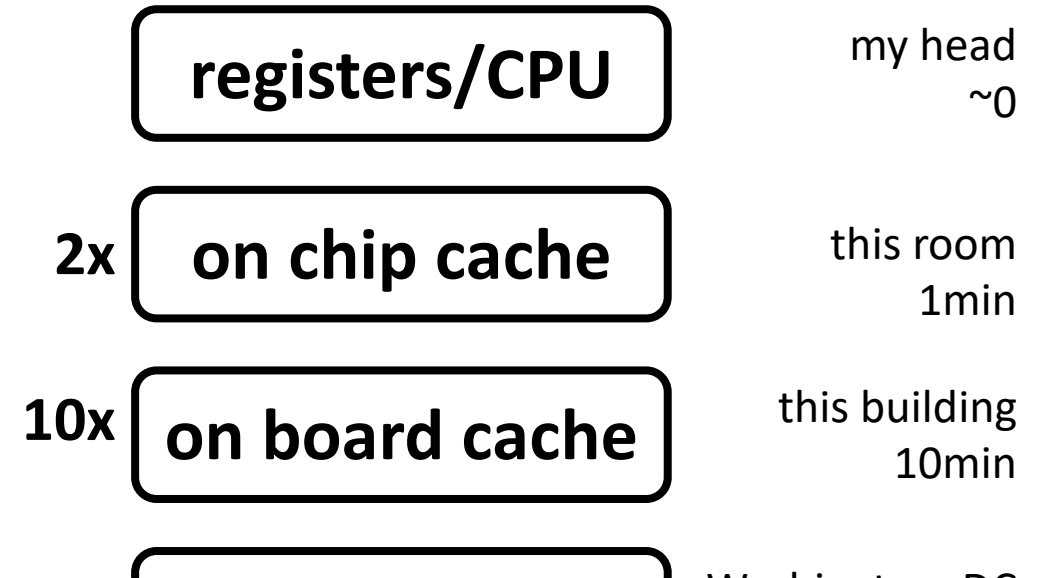 registers/CPU
my head
~0
2x
on chip cache
this room
1min
10x
on board cache
this building
10min